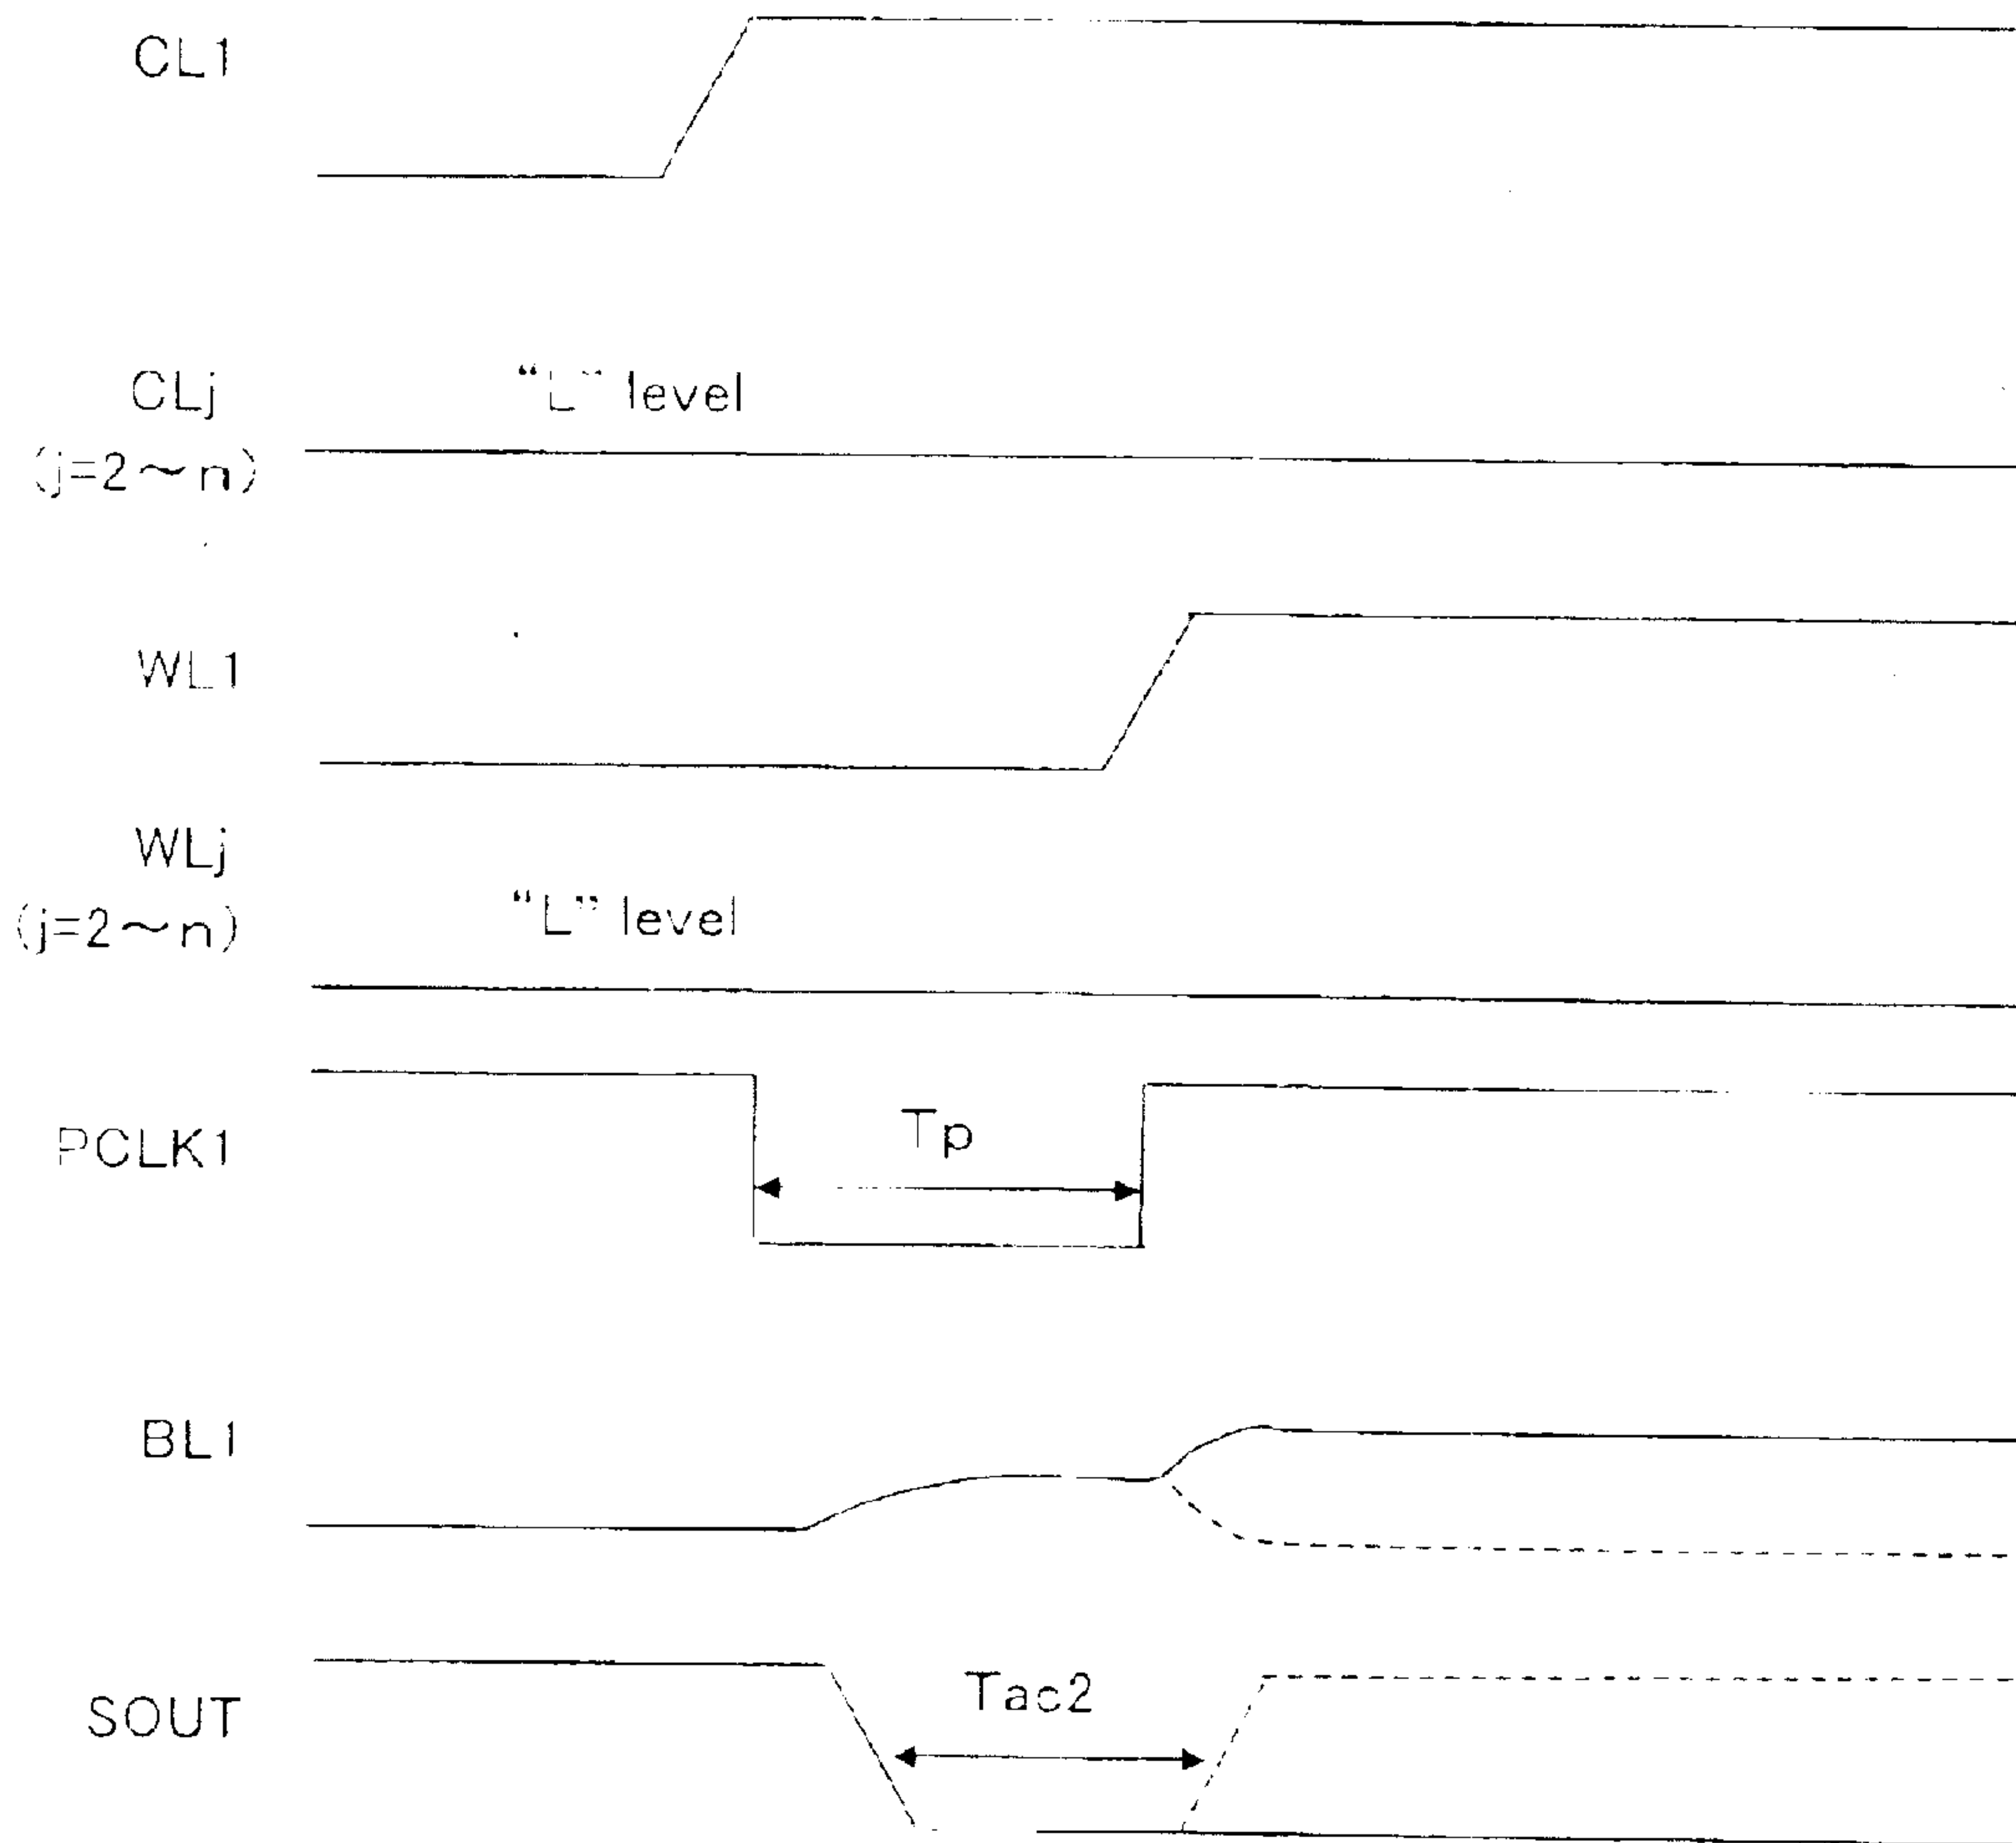 CL1
CLj
(j=2～n)
“L” level
WL1
WLj
(j=2～n)
“L” level
PCLK1
Tp
BL1
SOUT
Tac2